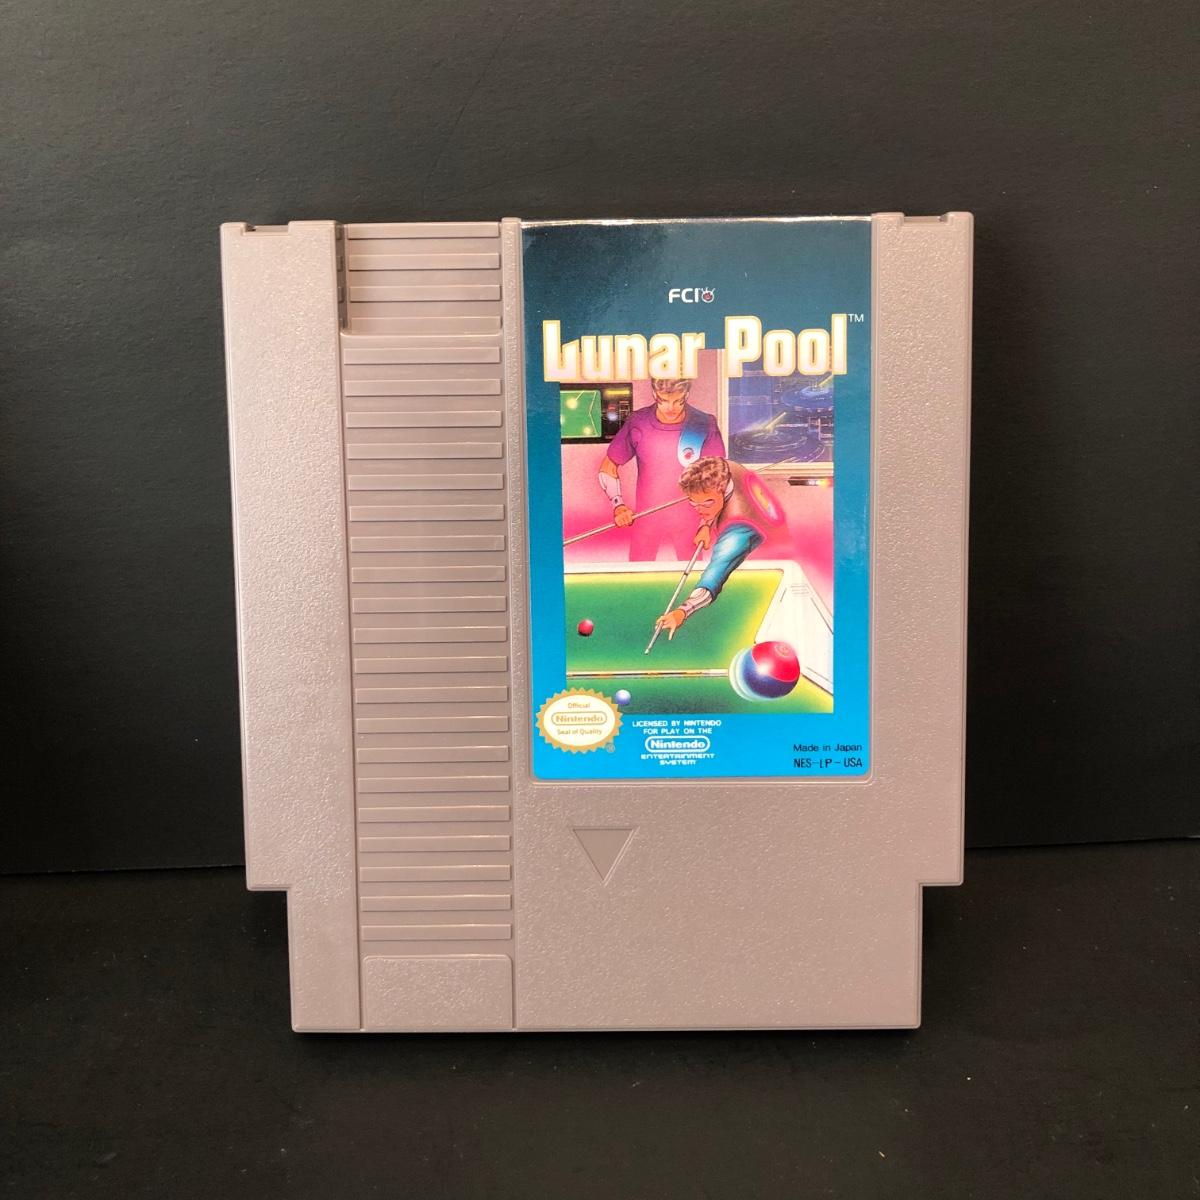 FCI
Lunar Pool™
Official
Nintendo
Seal of Quality
®
LICENSED BY NINTENDO
FOR PLAY ON THE
Nintendo
ENTERTAINMENT
SYSTEM
Made in Japan
NES-LP-USA